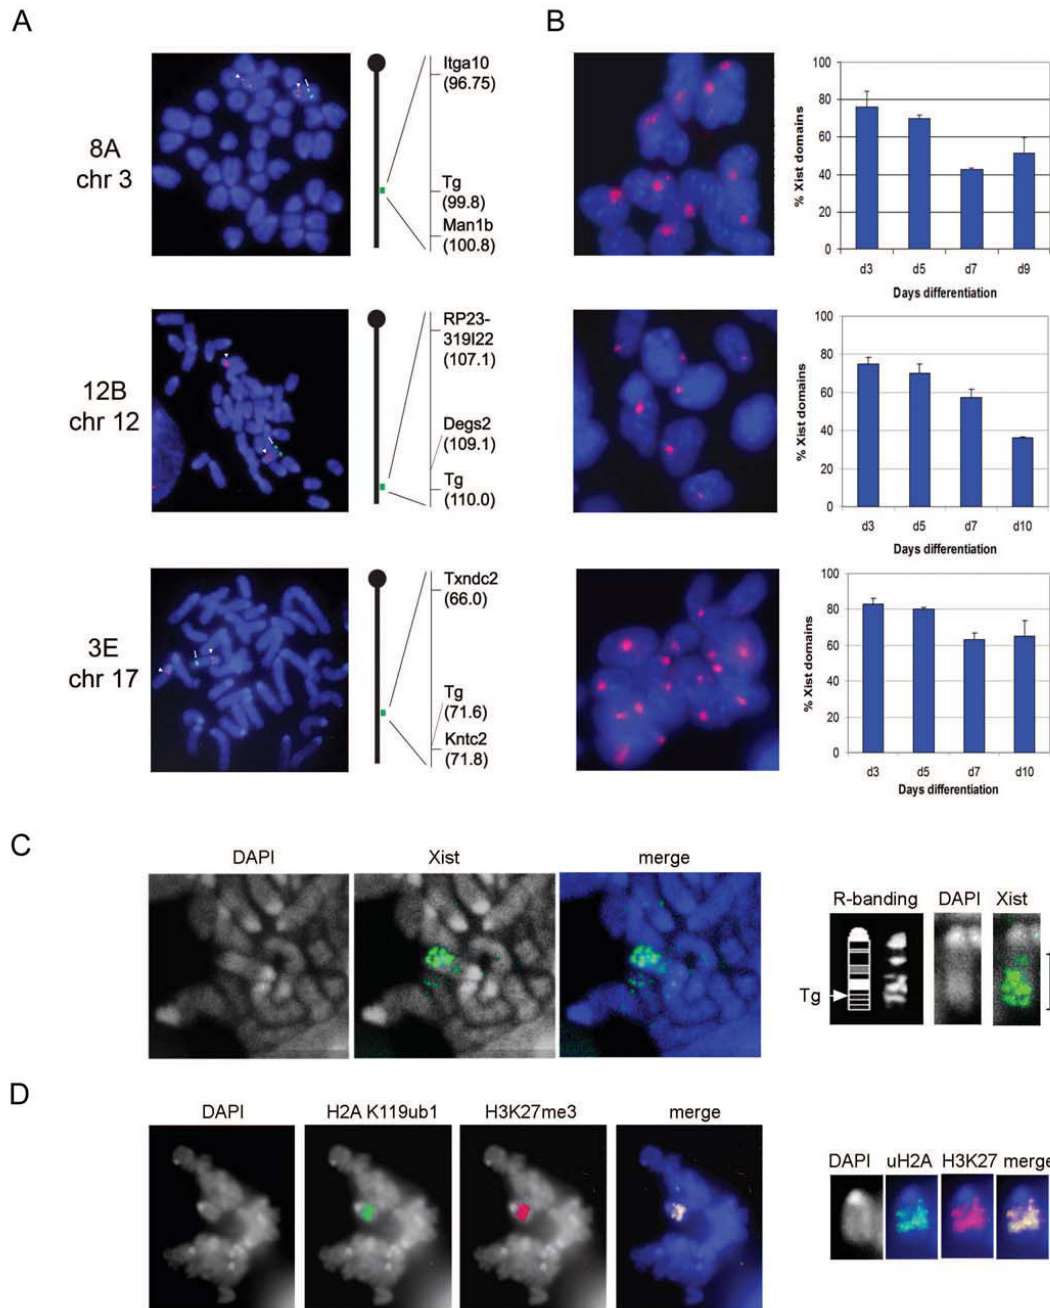 A
B
8A
chr 3
Itga10
(96.75)
Tg
(99.8)
Man1b
(100.8)
% Xist domains
100
80
60
40
20
0
d3 d5 d7 d9
Days differentiation
12B
chr 12
RP23-
319I22
(107.1)
Degs2
(109.1)
Tg
(110.0)
% Xist domains
100
80
60
40
20
0
d3 d5 d7 d10
Days differentiation
3E
chr 17
Txndc2
(66.0)
Tg
(71.6)
Kntc2
(71.8)
% Xist domains
100
80
60
40
20
0
d3 d5 d7 d10
Days differentiation
C
DAPI Xist merge
R-banding DAPI Xist
Tg
D
DAPI H2A K119ub1 H3K27me3 merge
DAPI uH2A H3K27 merge